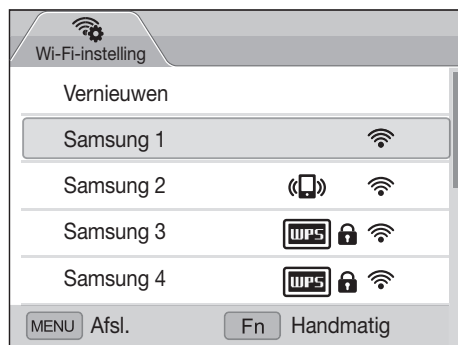 Wi-Fi-instelling
Vernieuwen
Samsung 1
Samsung 2
Samsung 3 WPS
Samsung 4 WPS
MENU Afsl. Fn Handmatig